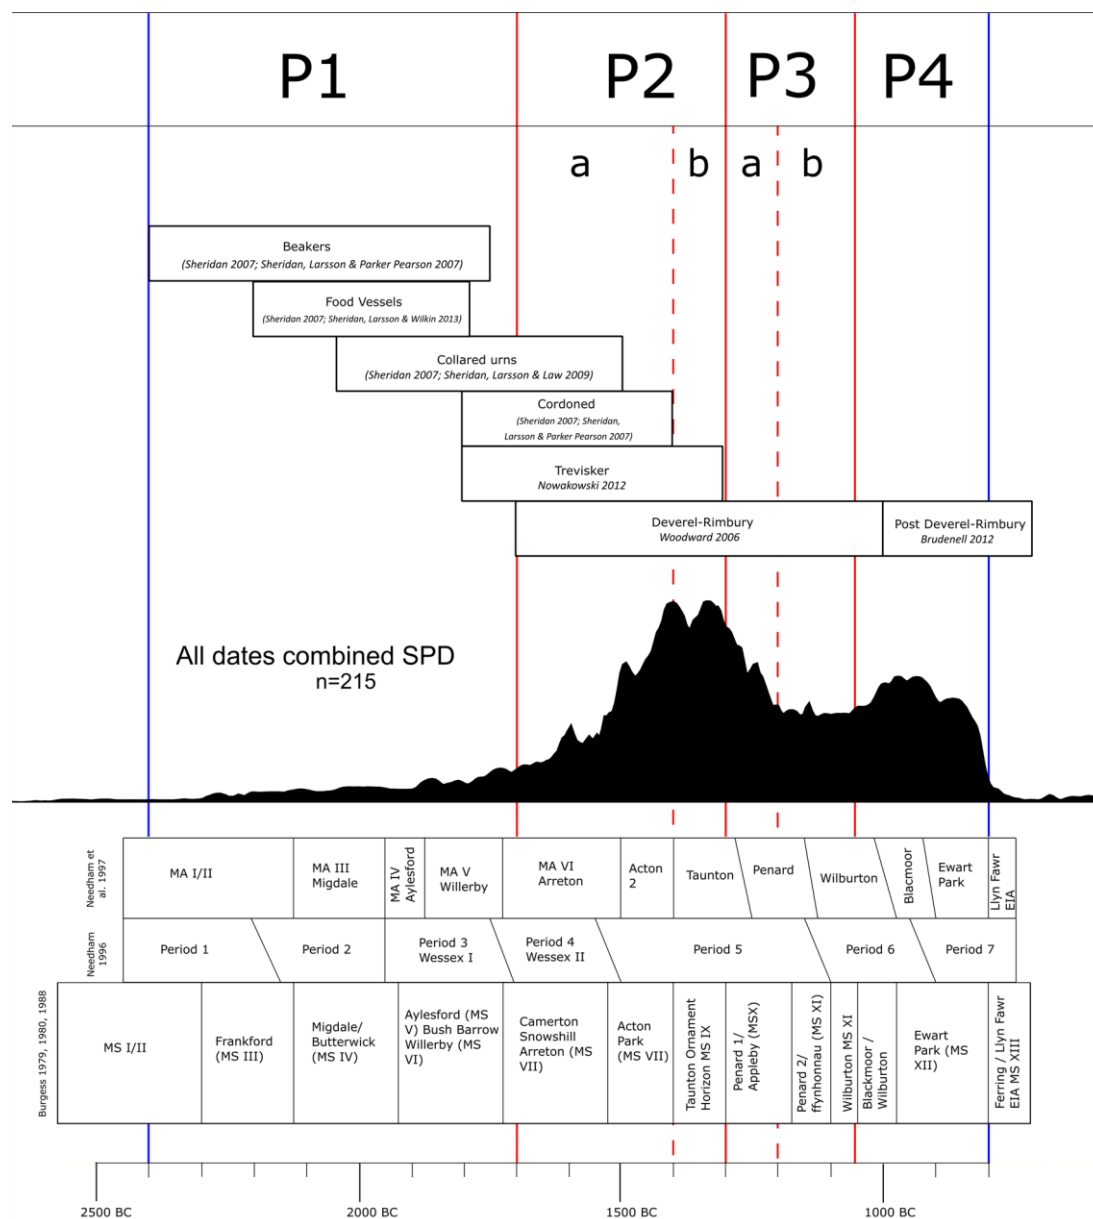 P1
P2
P3
P4
a
b
a
b
Beakers
(Sheridan 2007; Sheridan, Larsson & Parker Pearson 2007)
Food Vessels
(Sheridan 2007; Sheridan, Larsson & Wilkin 2013)
Collared urns
(Sheridan 2007; Sheridan, Larsson & Law 2009)
Cordoned
(Sheridan 2007; Sheridan,
Larsson & Parker Pearson 2007)
Trevisker
Nowakowski 2012
Deverel-Rimbury
Woodward 2006
Post Deverel-Rimbury
Brudenell 2012
All dates combined SPD
n=215
Needham et
al. 1997
MA I/II
MA III
Migdale
MA IV
Aylesford
MA V
Willerby
MA VI
Arreton
Acton
2
Taunton
Penard
Wilburton
Blacmoor
Ewart
Park
Llyn Fawr
EIA
Needham
1996
Period 1
Period 2
Period 3
Wessex I
Period 4
Wessex II
Period 5
Period 6
Period 7
Burgess 1979, 1980, 1988
MS I/II
Frankford
(MS III)
Migdale/
Butterwick
(MS IV)
Aylesford (MS
V) Bush Barrow
Willerby (MS
VI)
Camerton
Snowshill
Arreton (MS
VII)
Acton
Park
(MS VII)
Taunton Ornament
Horizon MS IX
Penard 1/
Appleby (MSX)
Penard 2/
ffynhonnau (MS XI)
Wilburton MS XI
Blackmoor /
Wilburton
Ewart
Park (MS
XII)
Ferring / Llyn Fawr
EIA MS XIII
2500 BC
2000 BC
1500 BC
1000 BC